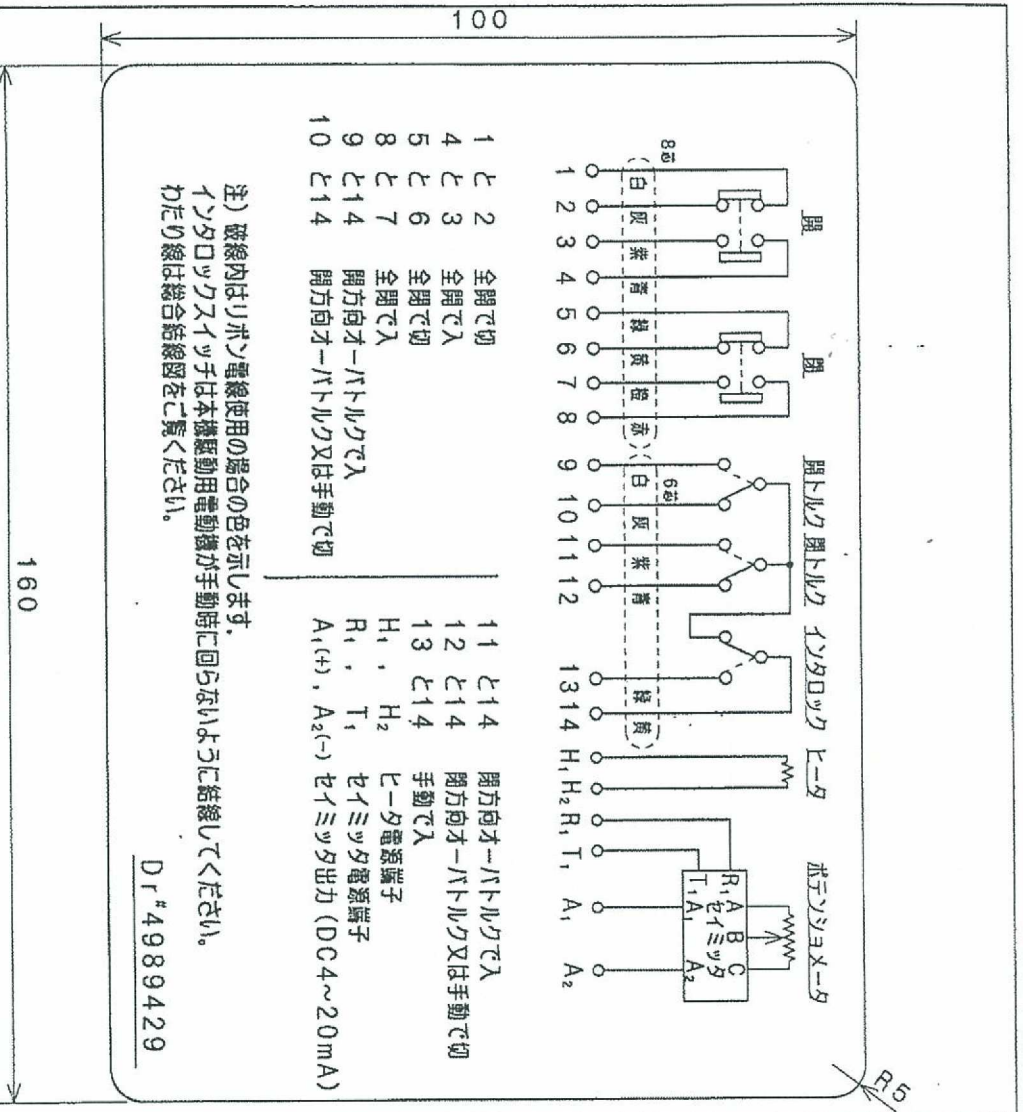 100
開 閉 開トルク 閉トルク インタロック ヒータ ポテンショメータ
R5
A B C
R₁ セイミッタ
T₁ A₁ A₂
8芯
白 灰 紫 青 緑 黄 橙 赤
6芯
白 灰 紫 青 緑 黄
1 2 3 4 5 6 7 8 9 10 11 12 13 14 H₁ H₂ R₁ T₁ A₁ A₂
1 と 2 全開で切
4 と 3 全開で入
5 と 6 全閉で切
8 と 7 全閉で入
9 と14 開方向オーバトルクで入
10 と14 開方向オーバトルク又は手動で切
11 と14 閉方向オーバトルクで入
12 と14 閉方向オーバトルク又は手動で切
13 と14 手動で入
H₁ , H₂ ヒータ電源端子
R₁ , T₁ セイミッタ電源端子
A₁(+) , A₂(-) セイミッタ出力 (DC4~20mA)
注) 破線内はリボン電線使用の場合の色を示します.
インタロックスイッチは本機駆動用電動機が手動時に回らないように結線してください。
わたり線は総合結線図をご覧ください。
Dr#4989429
160